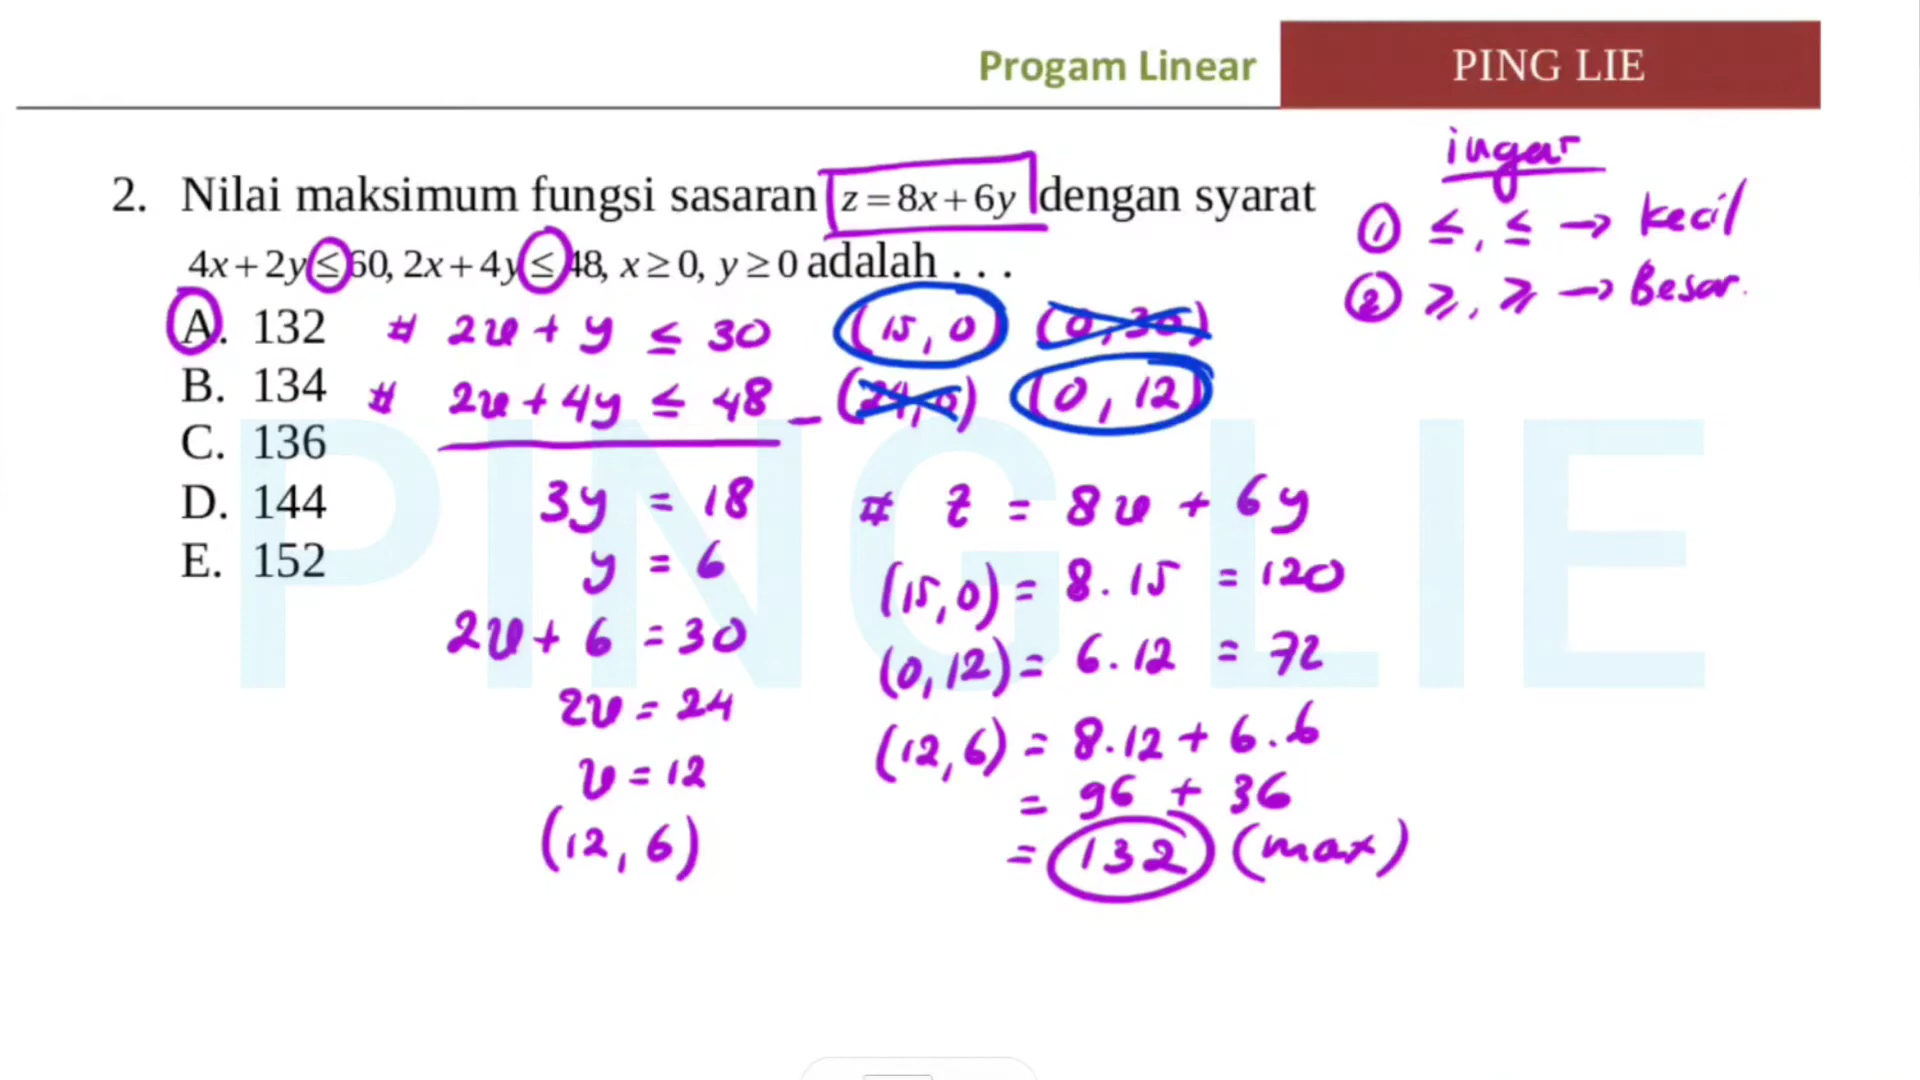 Progam Linear
PING LIE
2. Nilai maksimum fungsi sasaran z=8x+6y dengan syarat
4x+2y≤60, 2x+4y≤48, x≥0, y≥0 adalah . . .
A. 132
B. 134
C. 136
D. 144
E. 152
ingat
① ≤, ≤ → kecil
② ≥, ≥ → Besar.
# 2x + y ≤ 30 (15, 0) (0, 30)
# 2x + 4y ≤ 48 - (24, 0) (0, 12)
3y = 18
y = 6
2x + 6 = 30
2x = 24
x = 12
(12, 6)
# z = 8x + 6y
(15, 0) = 8.15 = 120
(0, 12) = 6.12 = 72
(12, 6) = 8.12 + 6.6
= 96 + 36
= 132 (max)
PING LIE